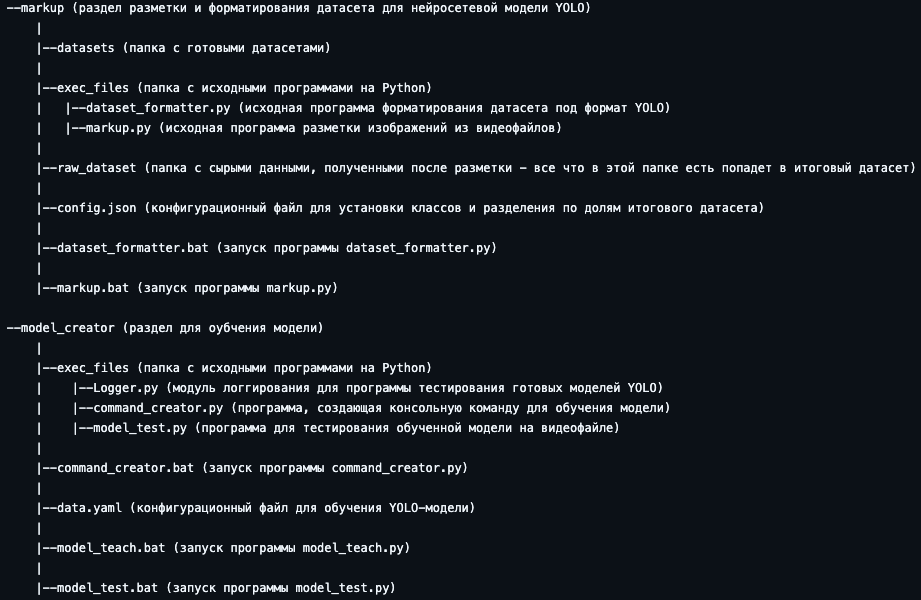 --markup (раздел разметки и форматирования датасета для нейросетевой модели YOLO)
    |
    |--datasets (папка с готовыми датасетами)
    |
    |--exec_files (папка с исходными программами на Python)
    |   |--dataset_formatter.py (исходная программа форматирования датасета под формат YOLO)
    |   |--markup.py (исходная программа разметки изображений из видеофайлов)
    |
    |--raw_dataset (папка с сырыми данными, полученными после разметки - все что в этой папке есть попадет в итоговый датасет)
    |
    |--config.json (конфигурационный файл для установки классов и разделения по долям итогового датасета)
    |
    |--dataset_formatter.bat (запуск программы dataset_formatter.py)
    |
    |--markup.bat (запуск программы markup.py)

--model_creator (раздел для оубчения модели)
    |
    |--exec_files (папка с исходными программами на Python)
    |    |--Logger.py (модуль логгирования для программы тестирования готовых моделей YOLO)
    |    |--command_creator.py (программа, создающая консольную команду для обучения модели)
    |    |--model_test.py (программа для тестирования обученной модели на видеофайле)
    |
    |--command_creator.bat (запуск программы command_creator.py)
    |
    |--data.yaml (конфигурационный файл для обучения YOLO-модели)
    |
    |--model_teach.bat (запуск программы model_teach.py)
    |
    |--model_test.bat (запуск программы model_test.py)